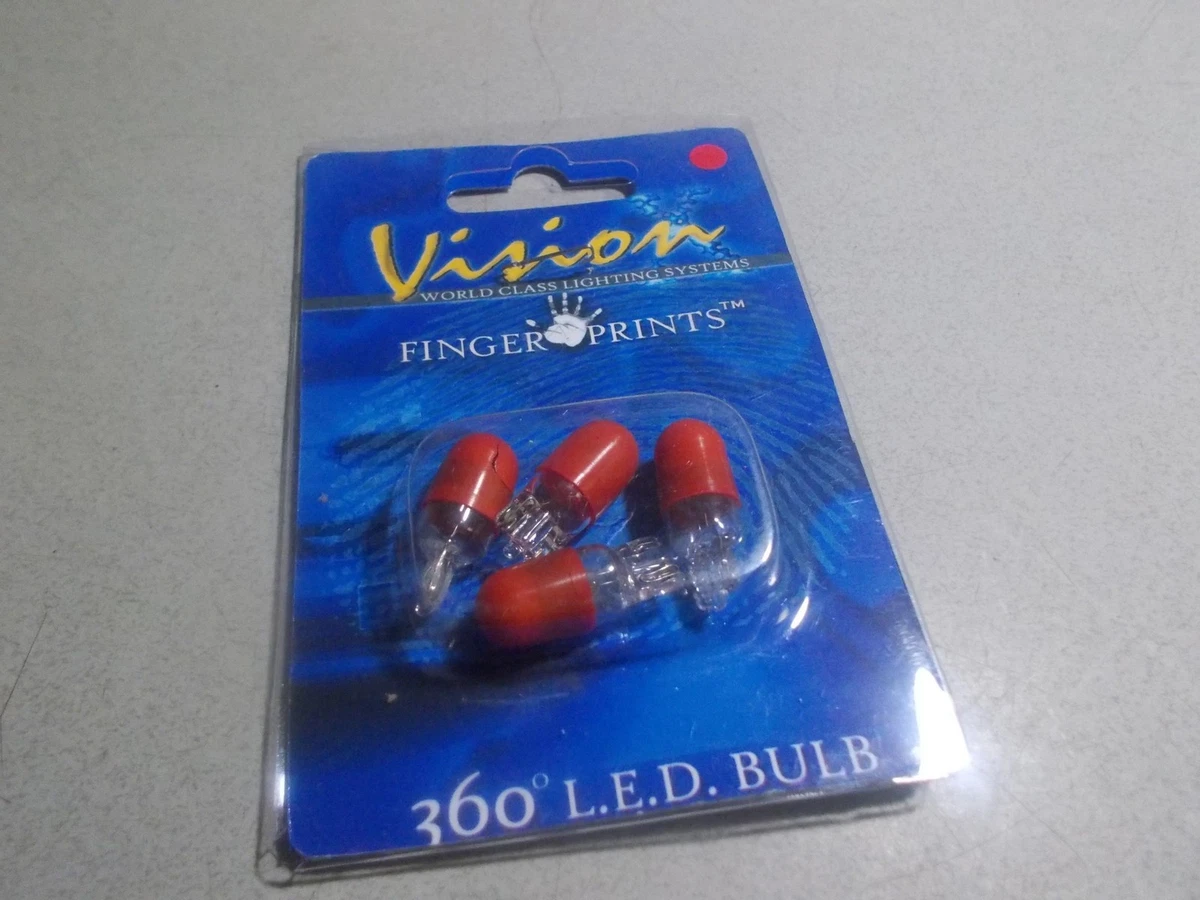 Vision
WORLD CLASS LIGHTING SYSTEMS
FINGER PRINTS™
360° L.E.D. BULB